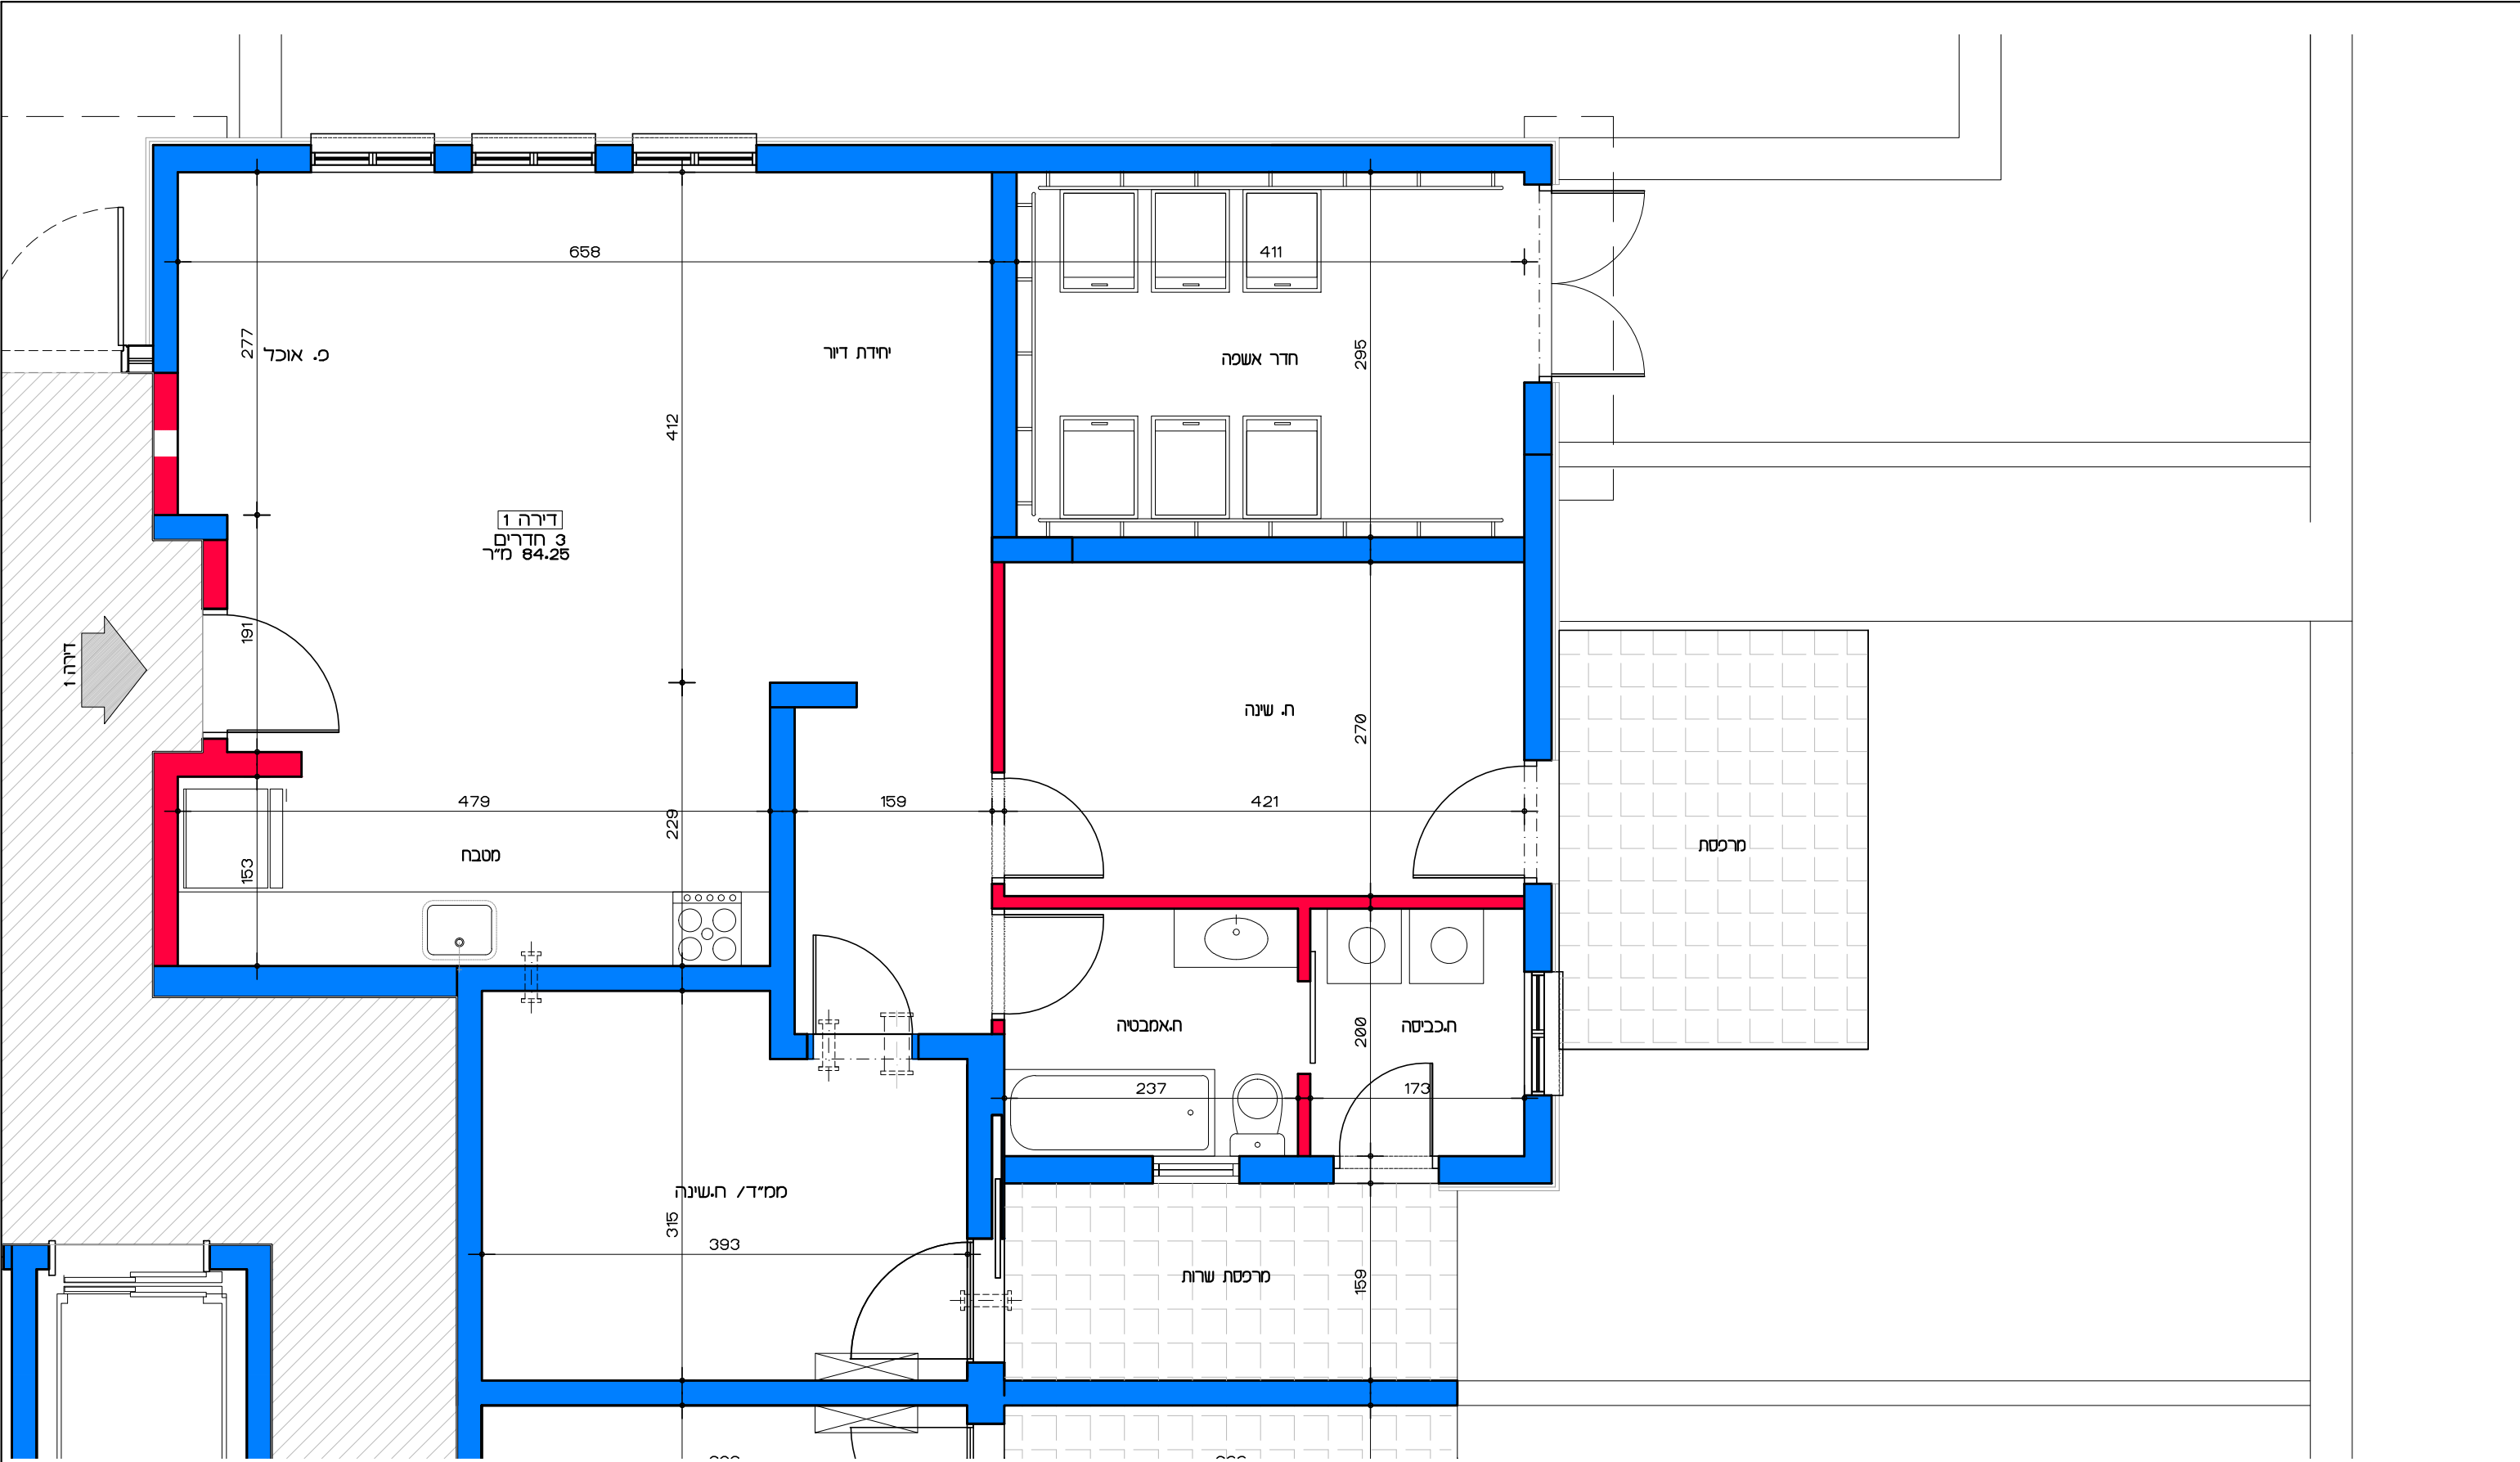 658
411
277
פ. אוכל
יחידת דיור
חדר אשפה
295
412
דירה 1
3 חדרים
84.25 מ"ר
191
דירה 1
ח. שינה
270
479
159
421
229
מטבח
153
מרפסת
ח.אמבטיה
ח.כביסה
200
237
173
ממ"ד/ ח.שינה
315
393
מרפסת שרות
159